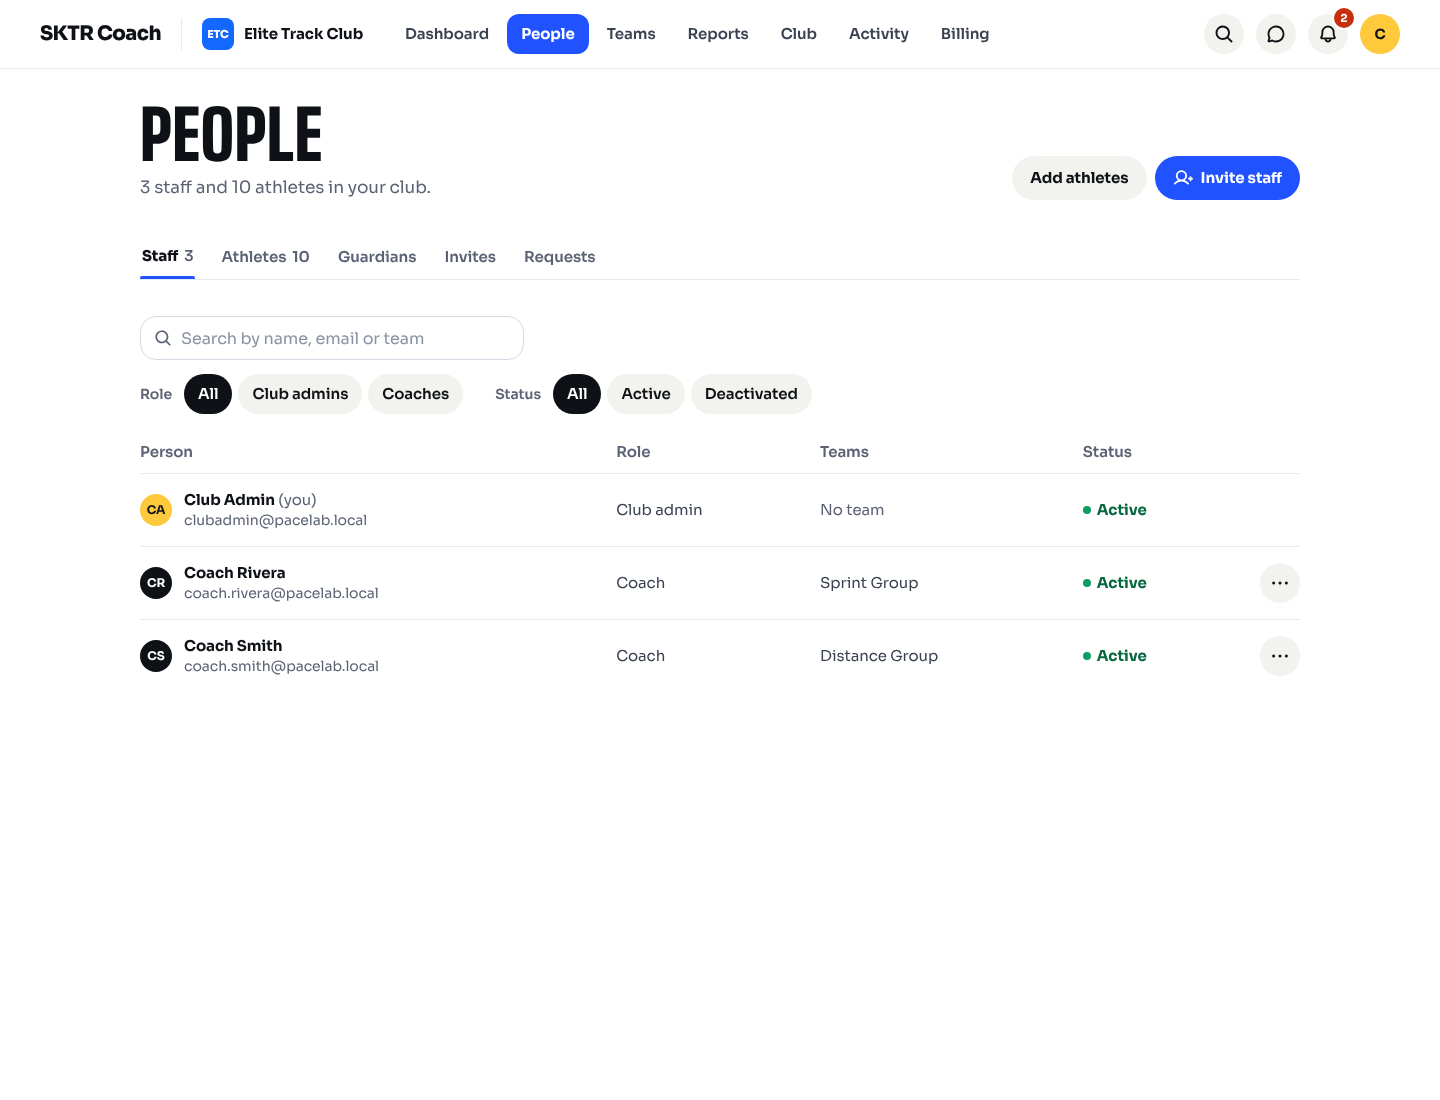 SKTR Coach
ETC
Elite Track Club
Dashboard People Teams Reports Club Activity Billing
2
C
PEOPLE
3 staff and 10 athletes in your club.
Add athletes
Invite staff
Staff 3 Athletes 10 Guardians Invites Requests
Search by name, email or team
Role All Club admins Coaches Status All Active Deactivated
Person Role Teams Status
CA Club Admin (you) Club admin No team Active
clubadmin@pacelab.local
CR Coach Rivera Coach Sprint Group Active
coach.rivera@pacelab.local
CS Coach Smith Coach Distance Group Active
coach.smith@pacelab.local